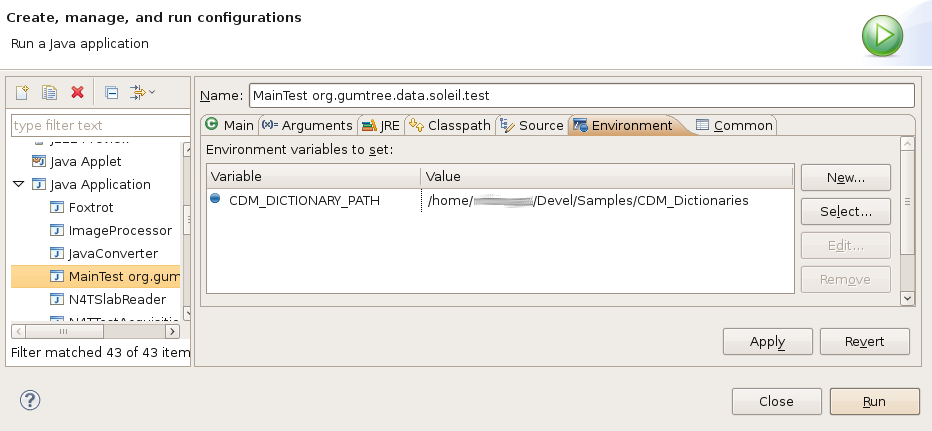 Create, manage, and run configurations
Run a Java application
type filter text
Java Applet
Java Application
Foxtrot
ImageProcessor
JavaConverter
MainTest org.gum
N4TSlabReader
Filter matched 43 of 43 item
Name: MainTest org.gumtree.data.soleil.test
Main (x)= Arguments JRE Classpath Source Environment Common
Environment variables to set:
Variable Value
CDM_DICTIONARY_PATH /home/ /Devel/Samples/CDM_Dictionaries
New...
Select...
Edit...
Remove
Apply Revert
Close Run